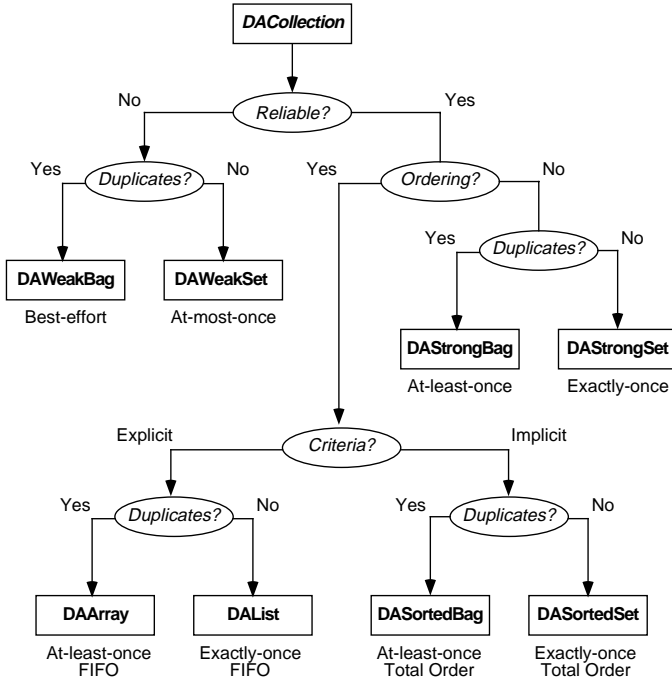 DACollection
No
Yes
Reliable?
Yes
No
Yes
No
Duplicates?
Ordering?
Yes
No
Duplicates?
DAWeakBag
DAWeakSet
Best-effort
At-most-once
DAStrongBag
DAStrongSet
At-least-once
Exactly-once
Explicit
Implicit
Criteria?
Yes
No
Yes
No
Duplicates?
Duplicates?
DAArray
DAList
DASortedBag
DASortedSet
At-least-once
FIFO
Exactly-once
FIFO
At-least-once
Total Order
Exactly-once
Total Order